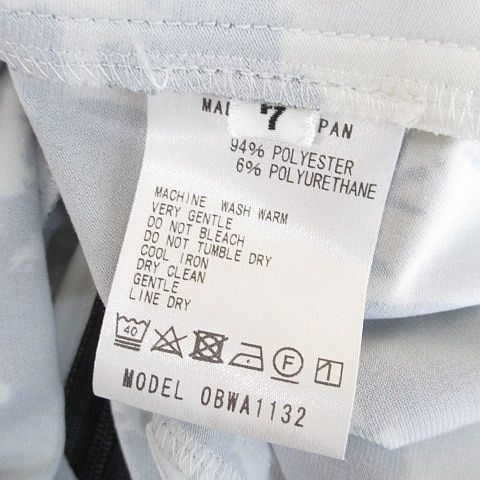 7
PAN
94% POLYESTER
6% POLYURETHANE
MACHINE WASH WARM
VERY GENTLE
DO NOT BLEACH
DO NOT TUMBLE DRY
COOL IRON
DRY CLEAN
GENTLE
LINE DRY
40
F
MODEL OBWA1132